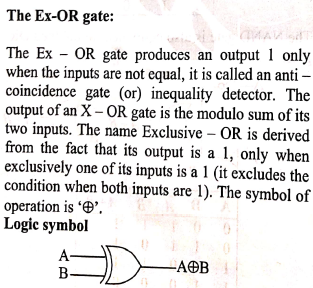 The Ex-OR gate:
The Ex – OR gate produces an output 1 only
when the inputs are not equal, it is called an anti –
coincidence gate (or) inequality detector. The
output of an X – OR gate is the modulo sum of its
two inputs. The name Exclusive – OR is derived
from the fact that its output is a 1, only when
exclusively one of its inputs is a 1 (it excludes the
condition when both inputs are 1). The symbol of
operation is ‘⊕’.
Logic symbol
A
B
A⊕B